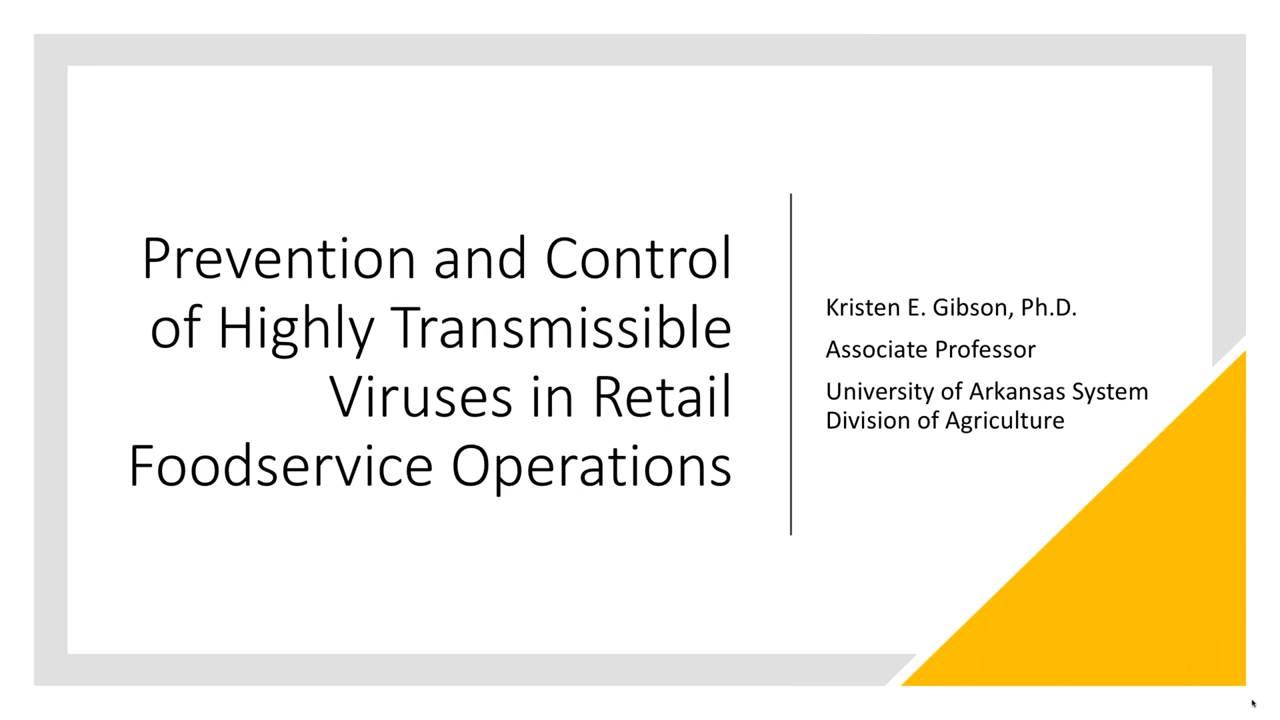 Prevention and Control
of Highly Transmissible
Viruses in Retail
Foodservice Operations
Kristen E. Gibson, Ph.D.
Associate Professor
University of Arkansas System
Division of Agriculture